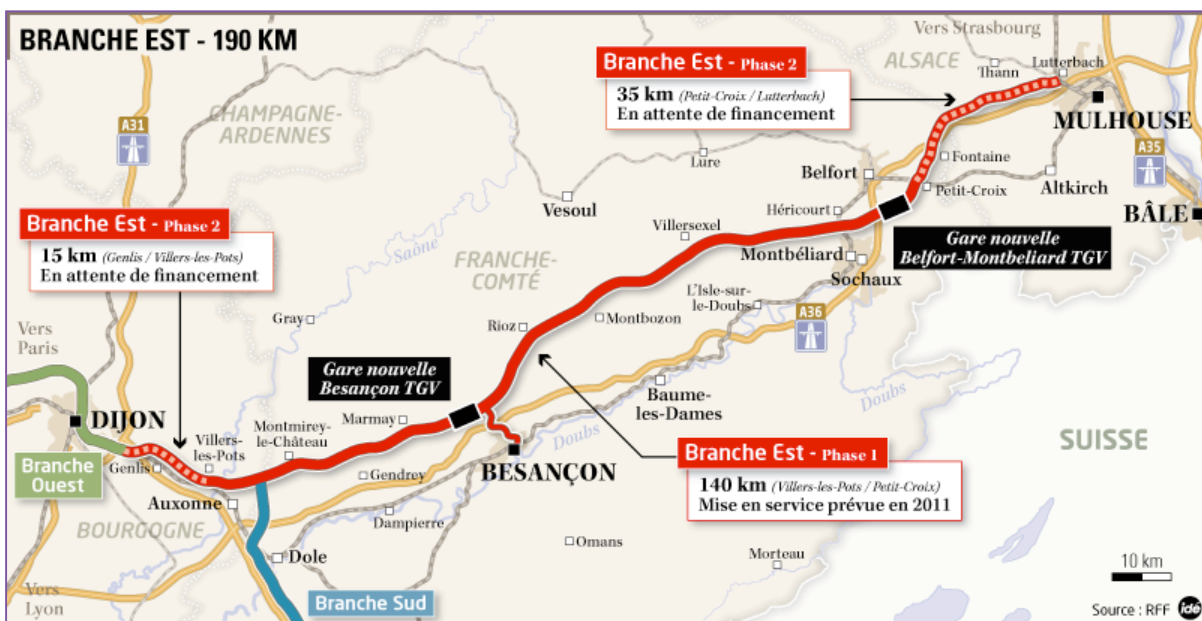 BRANCHE EST - 190 KM
Vers Strasbourg
ALSACE
Branche Est - Phase 2
35 km (Petit-Croix / Lutterbach)
En attente de financement
Thann
Lutterbach
MULHOUSE
A31
CHAMPAGNE-
ARDENNES
A35
Lure
Belfort
Fontaine
Petit-Croix
Altkirch
BÂLE
Vesoul
Héricourt
Villersexel
Branche Est - Phase 2
15 km (Genlis / Villers-les-Pots)
En attente de financement
Saône
FRANCHE-
COMTÉ
Montbéliard
Sochaux
Gare nouvelle
Belfort-Montbeliard TGV
L'Isle-sur-
le-Doubs
A36
Gray
Rioz
Montbozon
Vers
Paris
Gare nouvelle
Besançon TGV
Baume-
les-Dames
Doubs
Doubs
DIJON
Marmay
Montmirey-
le-Château
Villers-
les-Pots
Genlis
Branche
Ouest
BESANÇON
SUISSE
Branche Est - Phase 1
140 km (Villers-les-Pots / Petit-Croix)
Mise en service prévue en 2011
Gendrey
Auxonne
BOURGOGNE
Dampierre
Dole
Omans
Morteau
Vers
Lyon
Branche Sud
10 km
Source : RFF idé